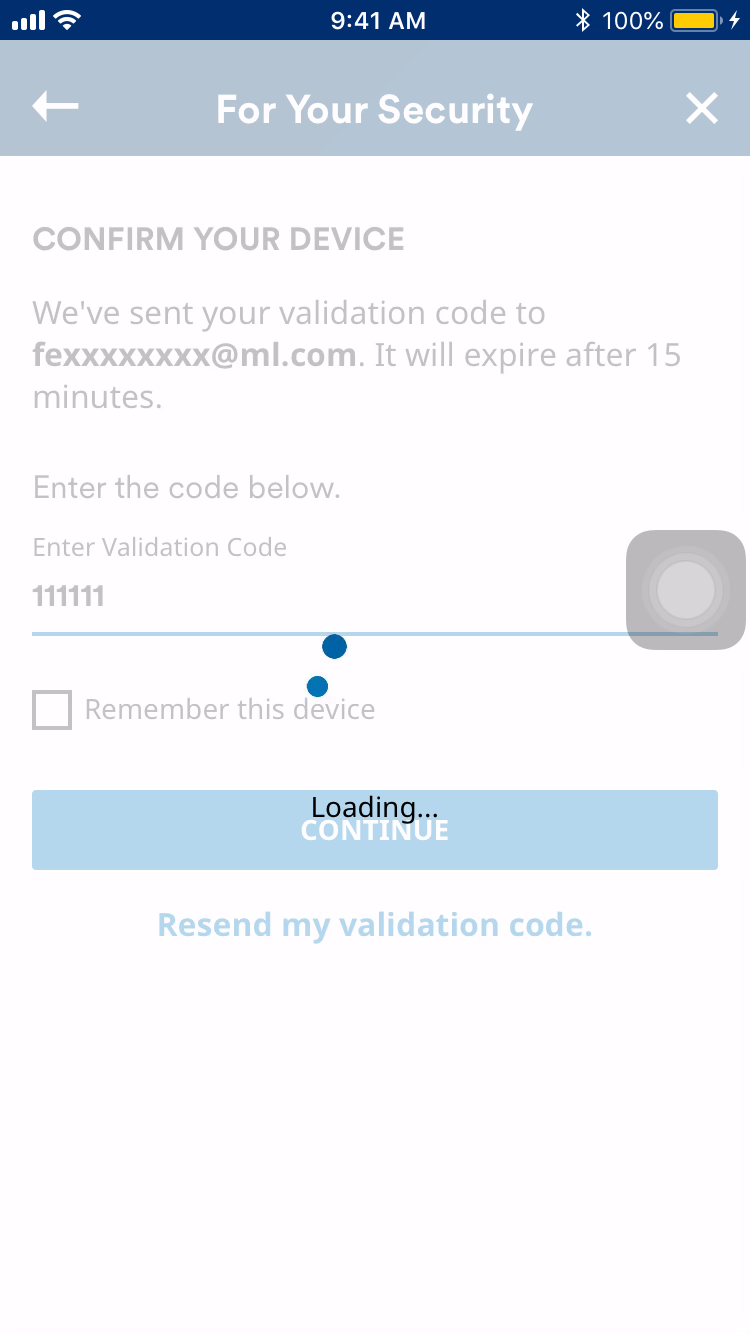 9:41 AM
100%
For Your Security
CONFIRM YOUR DEVICE
We've sent your validation code to
fexxxxxxxx@ml.com. It will expire after 15
minutes.
Enter the code below.
Enter Validation Code
111111
Remember this device
Loading...
CONTINUE
Resend my validation code.